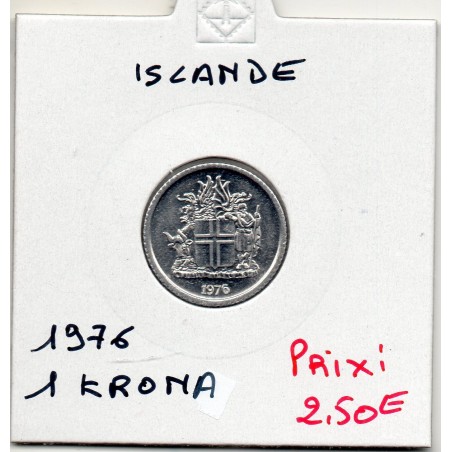 ISLANDE
1976
1976
1 KRONA
PRIX:
2.50E